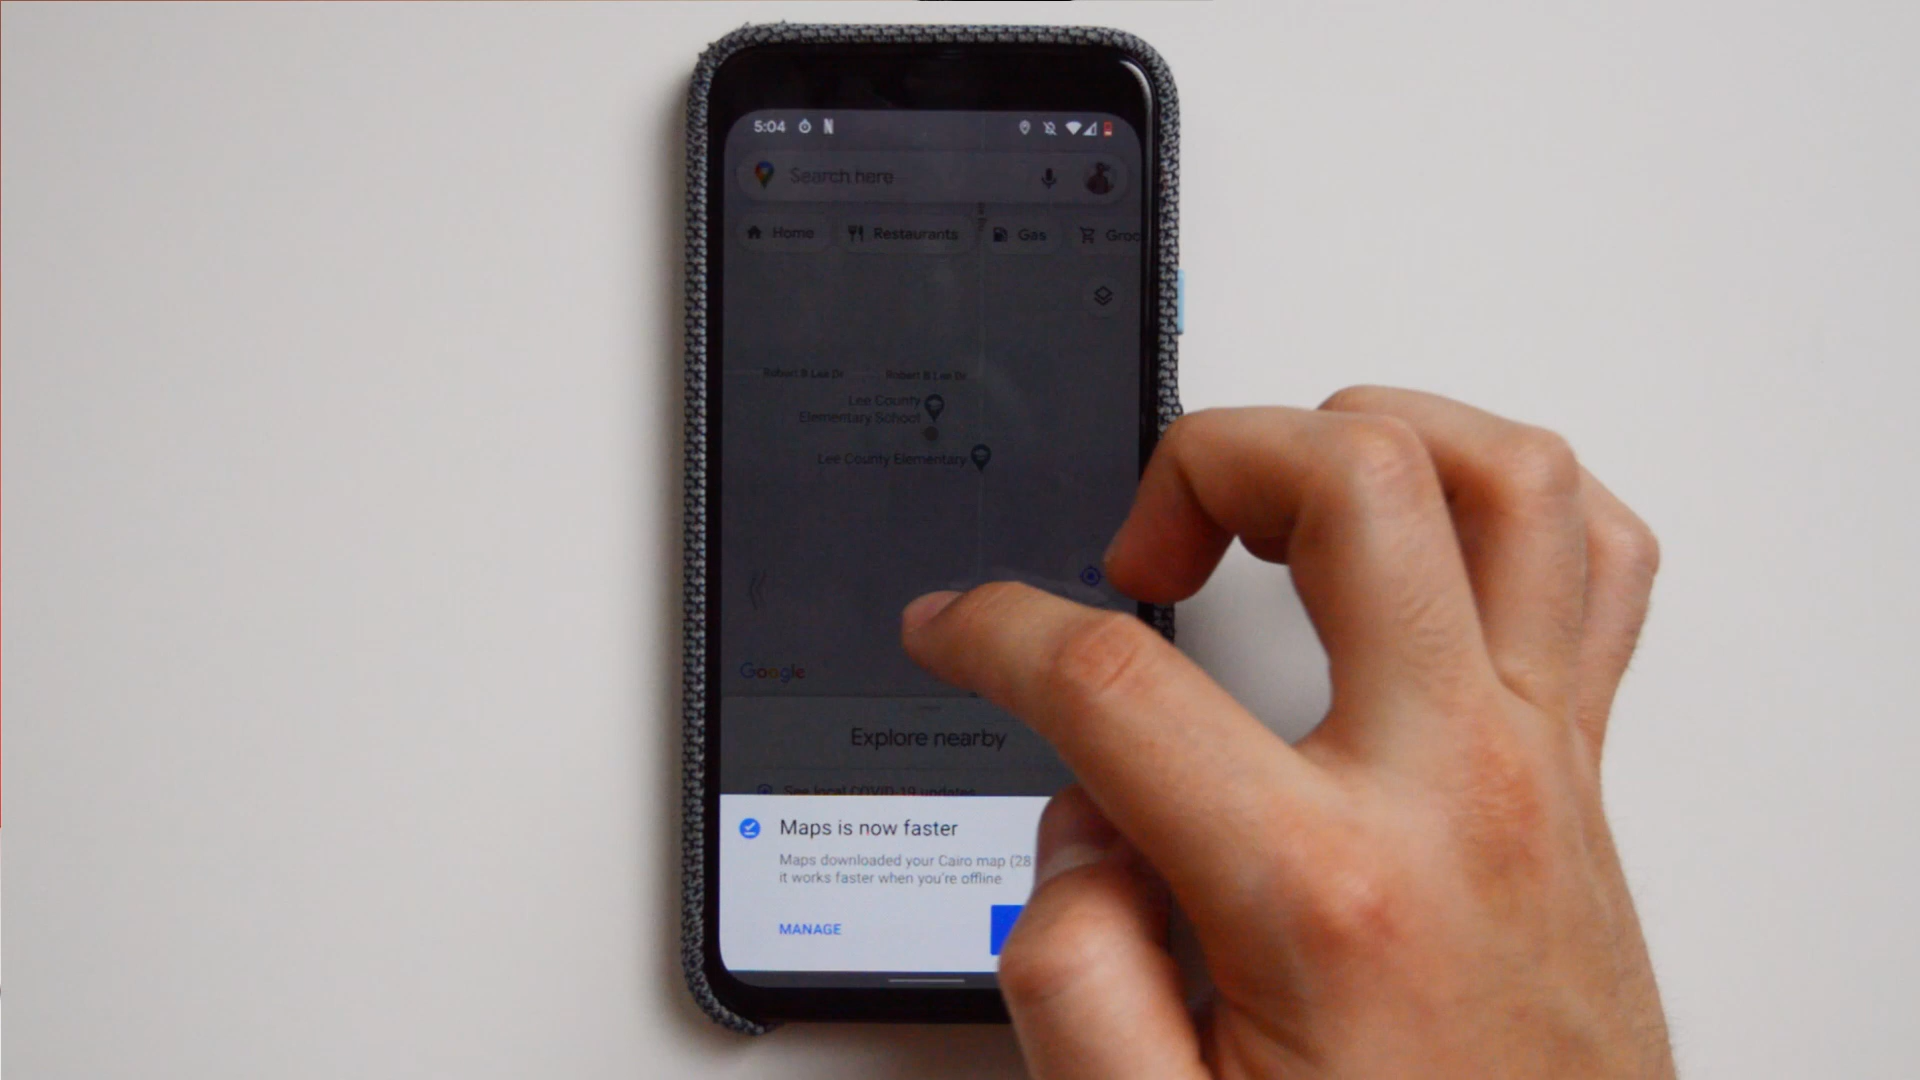 5:04
Search here
Home
Restaurants
Gas
Groc
Robert B Lee Dr
Robert B Lee Dr
Lee County
Elementary School
Lee County Elementary
Google
Explore nearby
See local COVID-19 updates
Maps is now faster
Maps downloaded your Cairo map (28
it works faster when you're offline
MANAGE